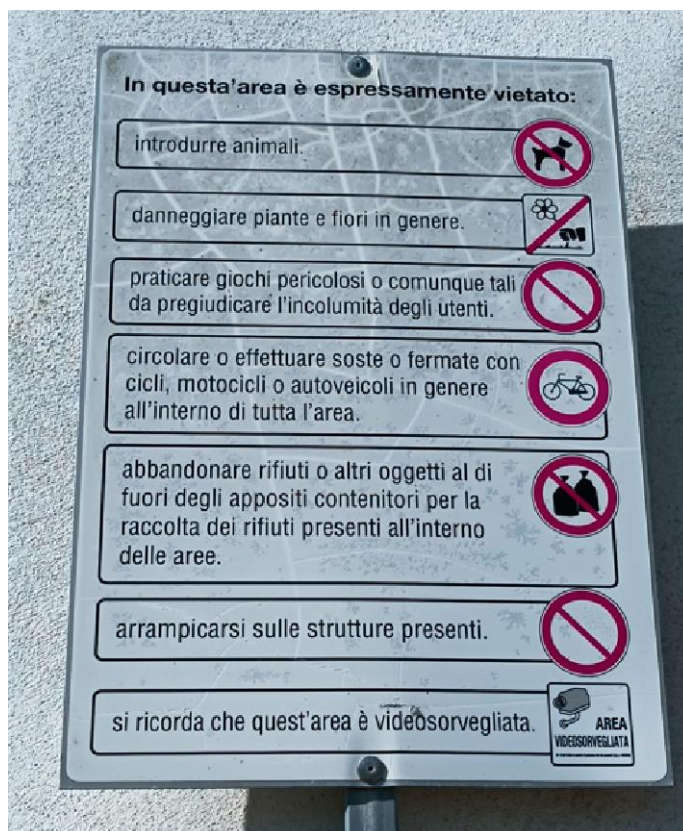 In questa'area è espressamente vietato:
introdurre animali.
danneggiare piante e fiori in genere.
praticare giochi pericolosi o comunque tali
da pregiudicare l'incolumità degli utenti.
circolare o effettuare soste o fermate con
cicli, motocicli o autoveicoli in genere
all'interno di tutta l'area.
abbandonare rifiuti o altri oggetti al di
fuori degli appositi contenitori per la
raccolta dei rifiuti presenti all'interno
delle aree.
arrampicarsi sulle strutture presenti.
si ricorda che quest'area è videosorvegliata.
AREA
VIDEOSORVEGLIATA